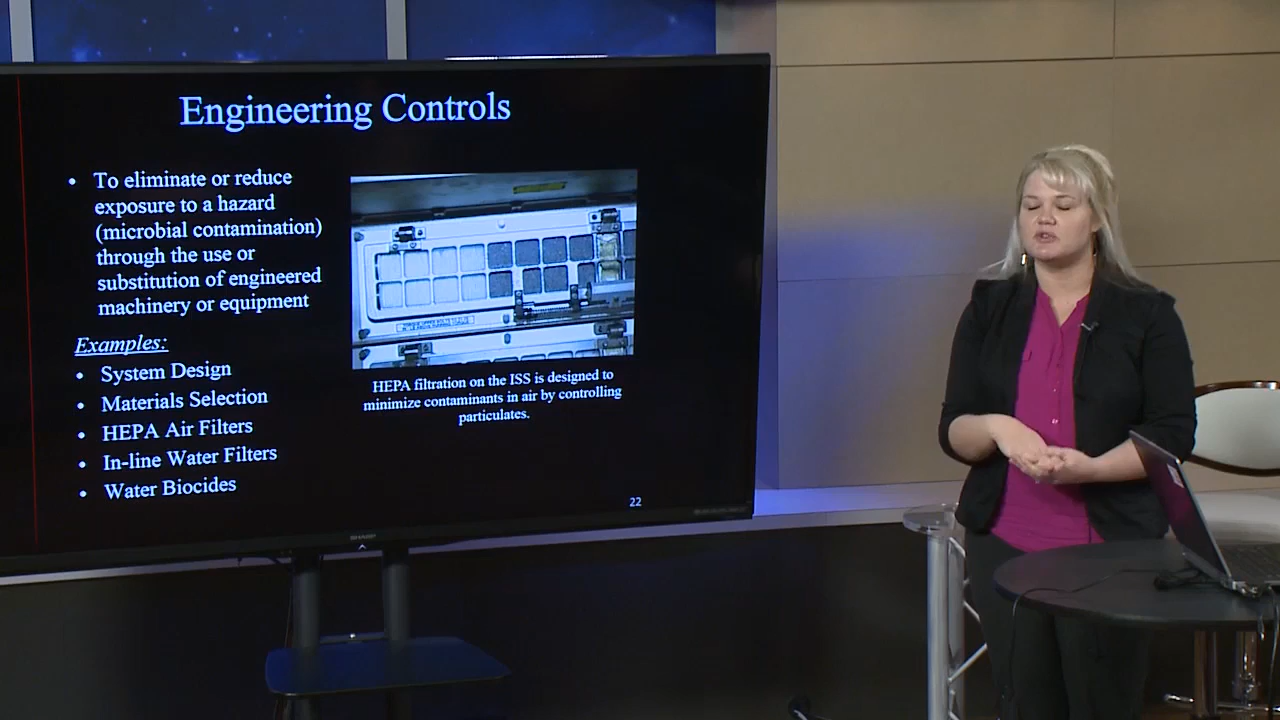 Engineering Controls
• To eliminate or reduce
exposure to a hazard
(microbial contamination)
through the use or
substitution of engineered
machinery or equipment
Examples:
• System Design
• Materials Selection
• HEPA Air Filters
• In-line Water Filters
• Water Biocides
HEPA filtration on the ISS is designed to
minimize contaminants in air by controlling
particulates.
22
SHARP